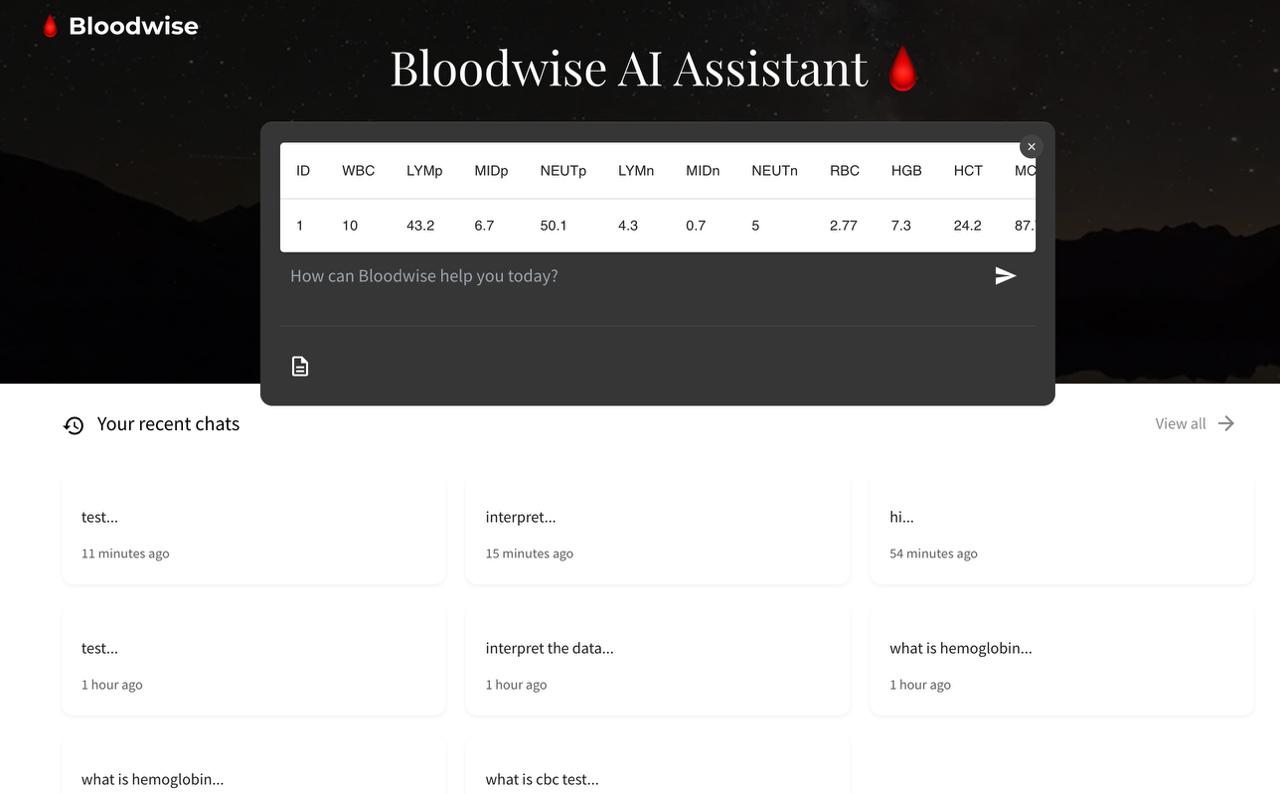 Bloodwise
Bloodwise AI Assistant
ID WBC LYMp MIDp NEUTp LYMn MIDn NEUTn RBC HGB HCT MC
1 10 43.2 6.7 50.1 4.3 0.7 5 2.77 7.3 24.2 87.
How can Bloodwise help you today?
Your recent chats
View all
test...
11 minutes ago
interpret...
15 minutes ago
hi...
54 minutes ago
test...
1 hour ago
interpret the data...
1 hour ago
what is hemoglobin...
1 hour ago
what is hemoglobin...
what is cbc test...